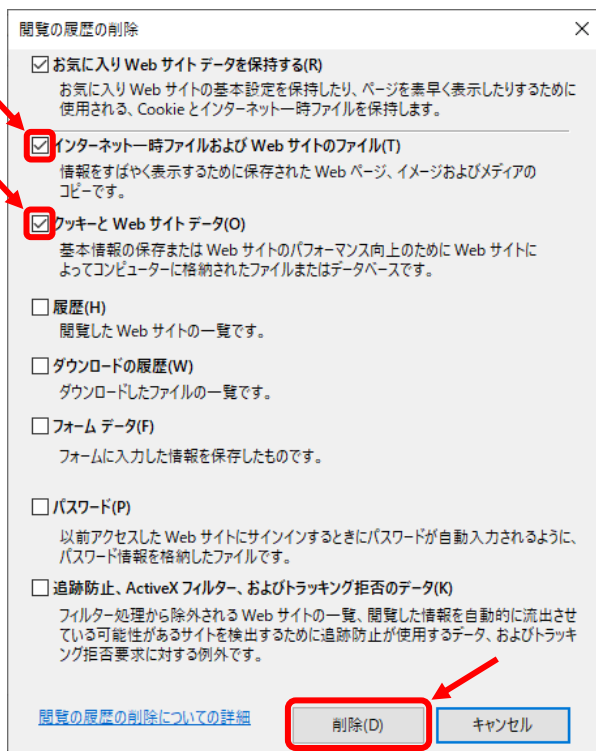 閲覧の履歴の削除
お気に入り Web サイト データを保持する(R)
お気に入り Web サイトの基本設定を保持したり、ページを素早く表示したりするために
使用される、Cookie とインターネット一時ファイルを保持します。
インターネット一時ファイルおよび Web サイトのファイル(T)
情報をすばやく表示するために保存された Web ページ、イメージおよびメディアの
コピーです。
クッキーと Web サイト データ(O)
基本情報の保存または Web サイトのパフォーマンス向上のために Web サイトに
よってコンピューターに格納されたファイルまたはデータベースです。
履歴(H)
閲覧した Web サイトの一覧です。
ダウンロードの履歴(W)
ダウンロードしたファイルの一覧です。
フォーム データ(F)
フォームに入力した情報を保存したものです。
パスワード(P)
以前アクセスした Web サイトにサインインするときにパスワードが自動入力されるように、
パスワード情報を格納したファイルです。
追跡防止、ActiveX フィルター、およびトラッキング拒否のデータ(K)
フィルター処理から除外される Web サイトの一覧、閲覧した情報を自動的に流出させ
ている可能性があるサイトを検出するために追跡防止が使用するデータ、およびトラッキ
ング拒否要求に対する例外です。
閲覧の履歴の削除についての詳細
削除(D)
キャンセル